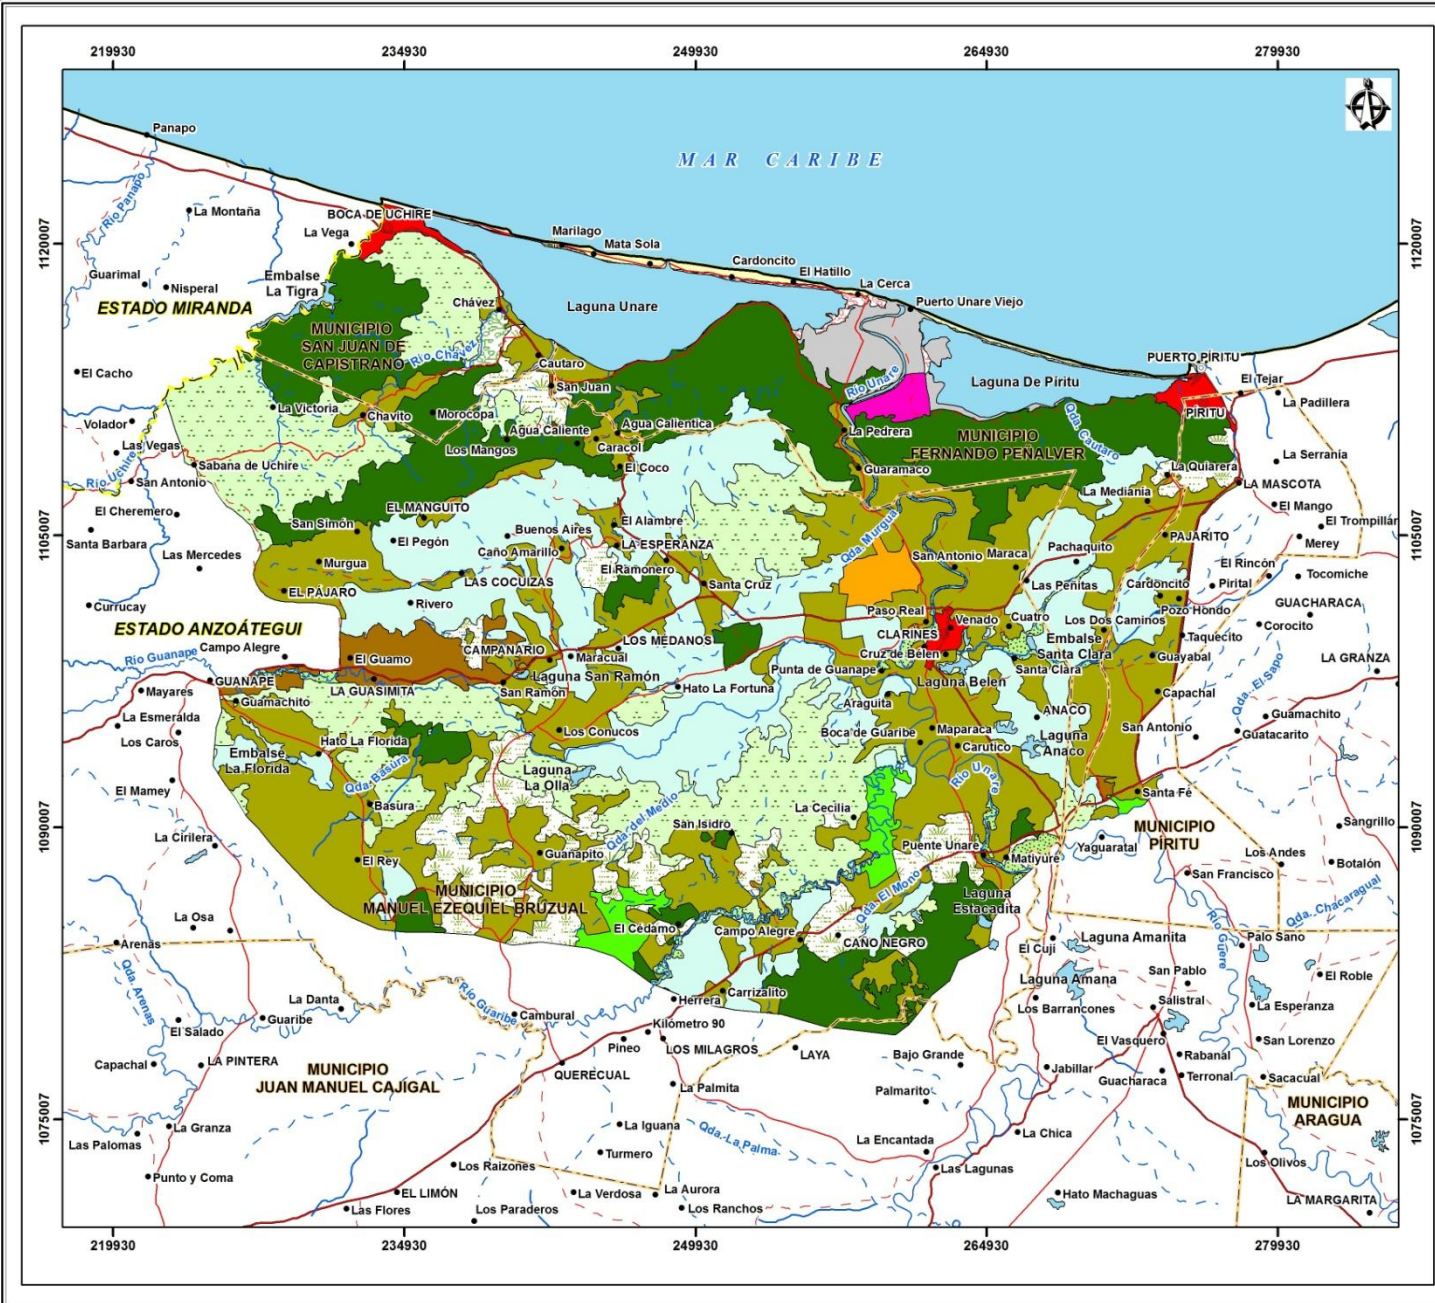 219930
234930
249930
264930
279930
Panapo
MAR CARIBE
Río Panapo
La Montaña
BOCA DE UCHIRE
La Vega
Marilago
Mata Sola
1120007
1120007
Guarimal
Nisperal
Embalse
La Tigra
Cardoncito
El Hatillo
La Cerca
ESTADO MIRANDA
Chávez
Laguna Unare
Puerto Unare Viejo
MUNICIPIO
SAN JUAN DE
CAPISTRANO
Río Chávez
Cautaro
PUERTO PÍRITU
El Cacho
San Juan
Río Unare
Laguna De Píritu
El Tejar
La Padillera
La Victoria
Chavito
Morocopa
PÍRITU
Volador
Agua Caliente
Agua Calientica
La Pedrera
MUNICIPIO
FERNANDO PEÑALVER
Qda. Cautaro
Las Vegas
Los Mangos
Caracol
Río Uchire
Sabana de Uchire
El Coco
Guaramaco
La Quiarera
La Serranía
San Antonio
LA MASCOTA
El Cheremero
EL MANGUITO
La Medianía
El Mango
San Simón
Buenos Aires
El Alambre
Qda. Murgua
El Trompillar
1105007
1105007
Santa Barbara
El Pegón
Caño Amarillo
LA ESPERANZA
San Antonio
Maraca
Pachaquito
PAJARITO
Merey
Las Mercedes
Murgua
El Ramonero
LAS COCUIZAS
Santa Cruz
Las Peñitas
Cardoncito
El Rincón
Pirital
Tocomiche
EL PÁJARO
Rivero
Pozo Hondo
Currucay
Paso Real
Venado
Cuatro
Los Dos Caminos
GUACHARACA
Corocito
ESTADO ANZOÁTEGUI
CLARINES
Embalse
Santa Clara
Taquecito
Campo Alegre
El Guamo
CAMPANARIO
LOS MEDANOS
Maracual
Cruz de Belen
Santa Clara
Guayabal
Río Guanape
Punta de Guanape
LA GRANZA
GUANAPE
LA GUASIMITA
Laguna San Ramón
San Ramón
Hato La Fortuna
Laguna Belen
Mayares
Guamachito
Araguita
Capachal
Qda. El Sapo
La Esmeralda
ANACO
Guamachito
Los Caros
Los Conucos
Boca de Guaribe
Maparaca
San Antonio
Guatacarito
Hato La Florida
Carutico
Laguna
Anaco
Embalse
La Florida
Qda. Basura
Laguna
La Olla
Río Unare
El Mamey
Basura
Qda. del Medio
La Cecilia
Santa Fé
San Isidro
MUNICIPIO
PÍRITU
Sangrillo
1090007
1090007
La Cirilera
Guañapito
Puente Unare
Matiyure
Yaguaratal
El Rey
Los Andes
Botalón
San Francisco
MUNICIPIO
MANUEL EZEQUIEL BRUZUAL
Qda. El Mono
Laguna
Estacadita
Qda. Chacaragual
La Osa
El Cédamo
Campo Alegre
CAÑO NEGRO
Río Güere
Arenas
El Cují
Laguna Amanita
Palo Sano
Qda. Arenas
Laguna Amana
San Pablo
El Roble
La Danta
Río Guaribe
Carrizalito
Herrera
Los Barrancones
Salistral
La Esperanza
El Salado
Guaribe
Cambural
Kilómetro 90
Pineo
LOS MILAGROS
LAYA
Bajo Grande
El Vasquero
San Lorenzo
Capachal
LA PINTERA
Rabanal
MUNICIPIO
JUAN MANUEL CAJÍGAL
QUERECUAL
Jabillar
Guacharaca
Terronal
Sacacual
La Palmita
Palmarito
MUNICIPIO
ARAGUA
1075007
1075007
La Granza
La Iguana
Qda. La Palma
La Encantada
La Chica
Las Palomas
Turmero
Los Olivos
Punto y Coma
Los Raizones
Las Lagunas
EL LIMÓN
La Verdosa
La Aurora
Hato Machaguas
LA MARGARITA
Las Flores
Los Paraderos
Los Ranchos
219930
234930
249930
264930
279930